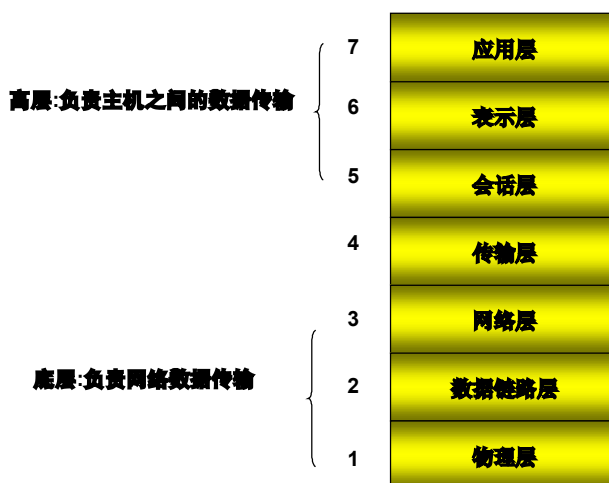 7 应用层
高层:负责主机之间的数据传输
6 表示层
5 会话层
4 传输层
3 网络层
底层:负责网络数据传输
2 数据链路层
1 物理层